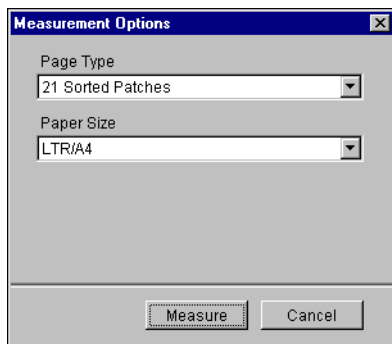 Measurement Options
Page Type
21 Sorted Patches
Paper Size
LTR/A4
Measure Cancel